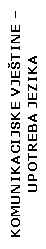 KOMUNIKACIJSKE VJEŠTINE –
UPOTREBA JEZIKA